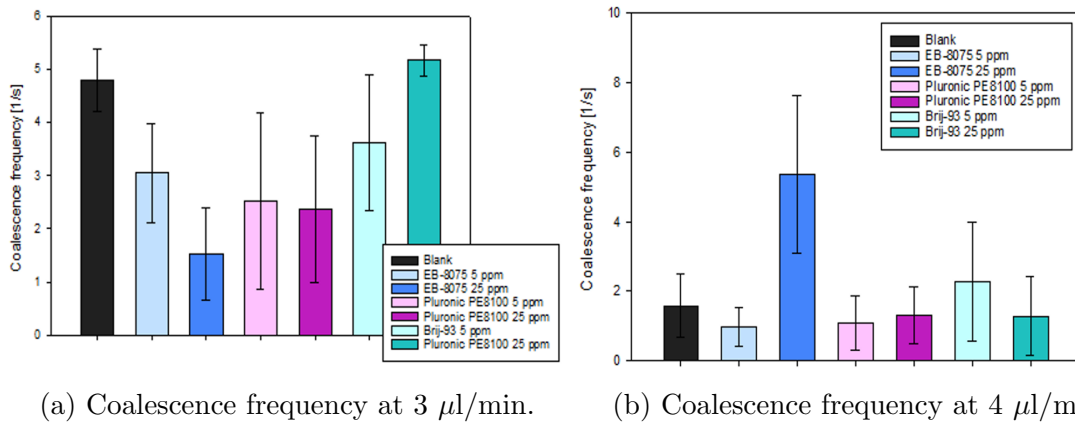 6
5
4
3
2
1
0
Coalescence frequency [1/s]
Blank
EB-8075 5 ppm
EB-8075 25 ppm
Pluronic PE8100 5 ppm
Pluronic PE8100 25 ppm
Brij-93 5 ppm
Pluronic PE8100 25 ppm
(a) Coalescence frequency at 3 μl/min.
10
8
6
4
2
0
Coalescence frequency [1/s]
Blank
EB-8075 5 ppm
EB-8075 25 ppm
Pluronic PE8100 5 ppm
Pluronic PE8100 25 ppm
Brij-93 5 ppm
Brij-93 25 ppm
(b) Coalescence frequency at 4 μl/m